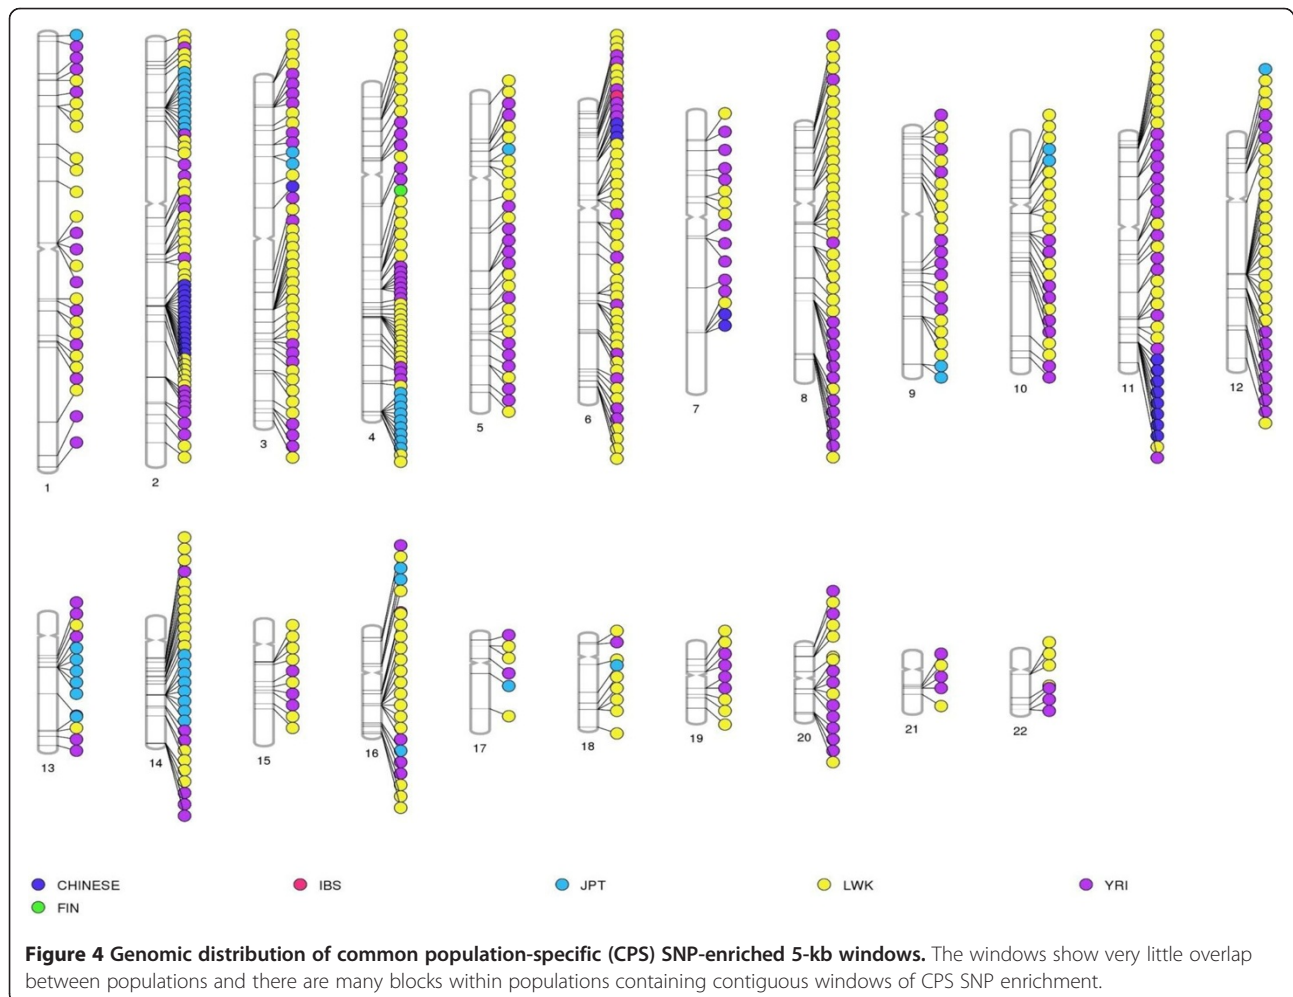 1 2 3 4 5 6 7 8 9 10 11 12
13 14 15 16 17 18 19 20 21 22
CHINESE IBS JPT LWK YRI
FIN
Figure 4 Genomic distribution of common population-specific (CPS) SNP-enriched 5-kb windows. The windows show very little overlap
between populations and there are many blocks within populations containing contiguous windows of CPS SNP enrichment.